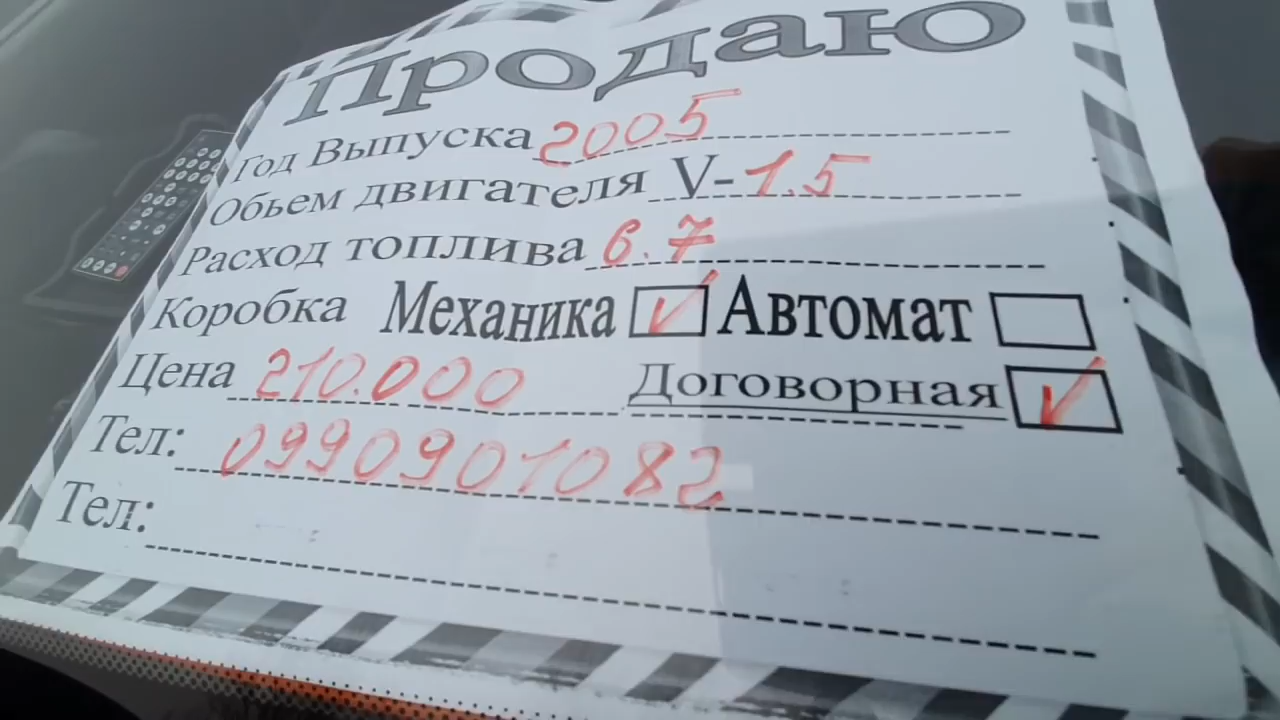 Продаю
Год Выпуска 2005
Обьем двигателя V-1.5
Расход топлива 6.7
Коробка Механика ✓ Автомат
Цена 210.000 Договорная ✓
Тел: 0990901082
Тел: